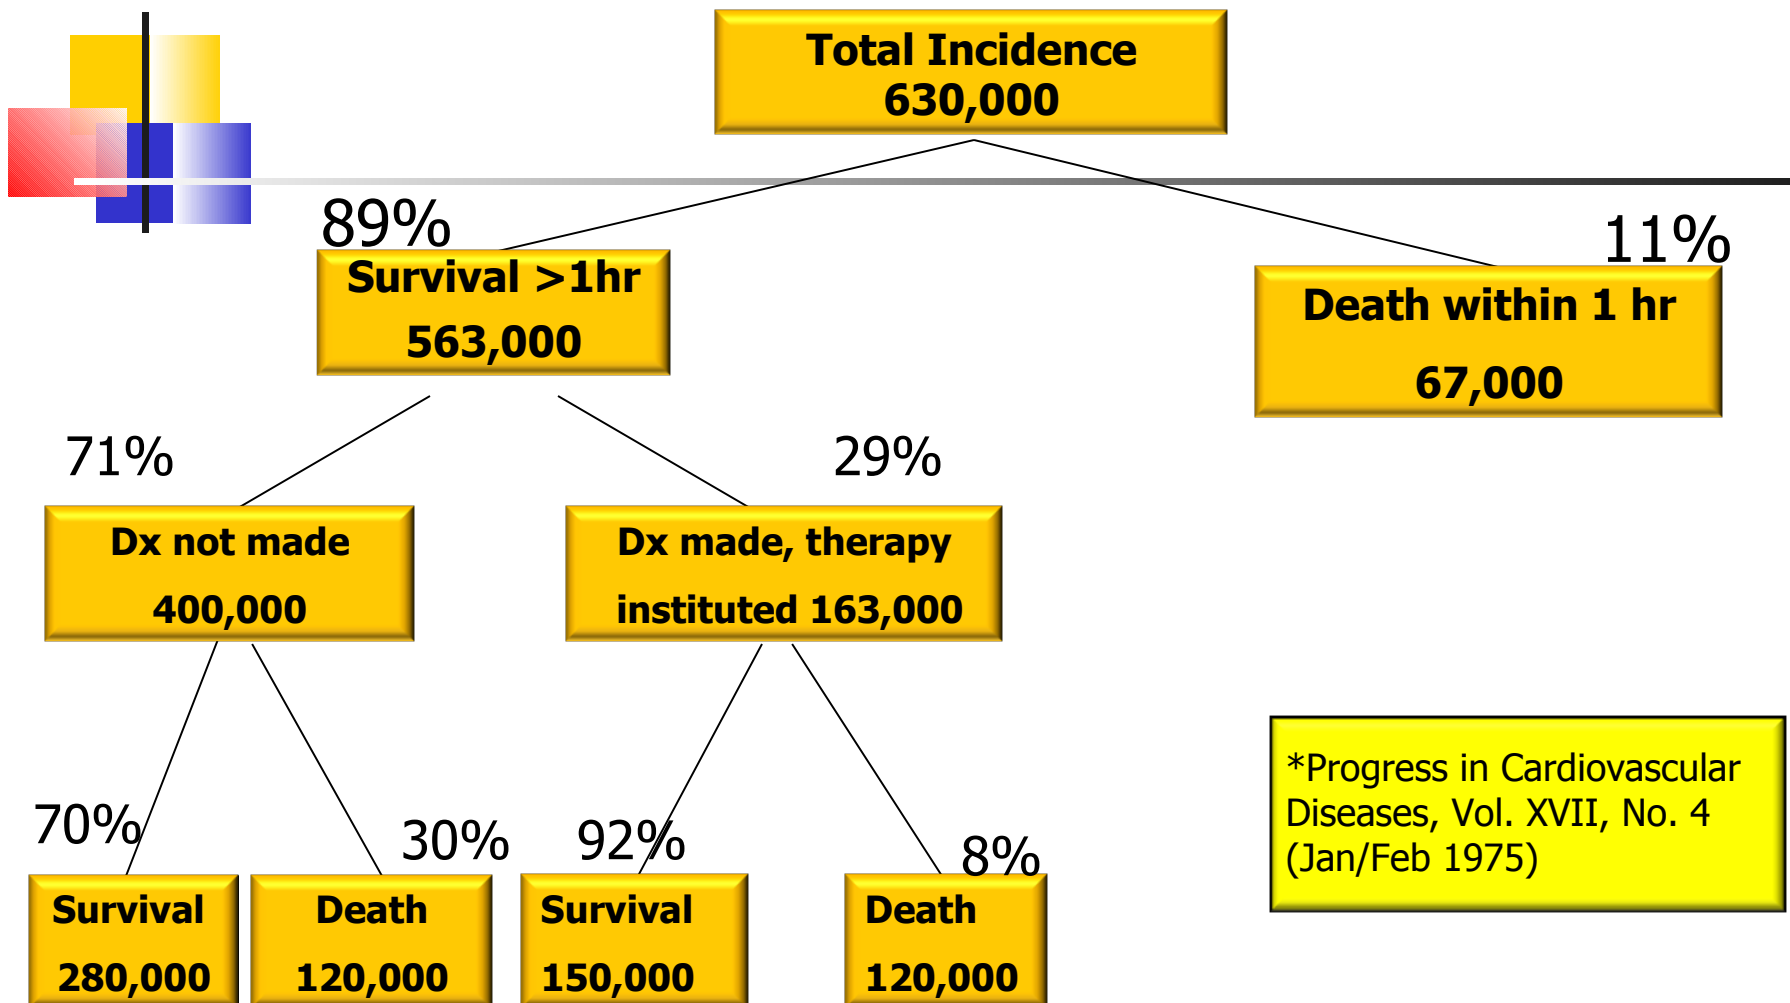 Total Incidence
630,000
89%
11%
Survival >1hr
563,000
Death within 1 hr
67,000
71%
29%
Dx not made
400,000
Dx made, therapy
instituted 163,000
70%
30%
92%
8%
Survival
280,000
Death
120,000
Survival
150,000
Death
120,000
*Progress in Cardiovascular
Diseases, Vol. XVII, No. 4
(Jan/Feb 1975)